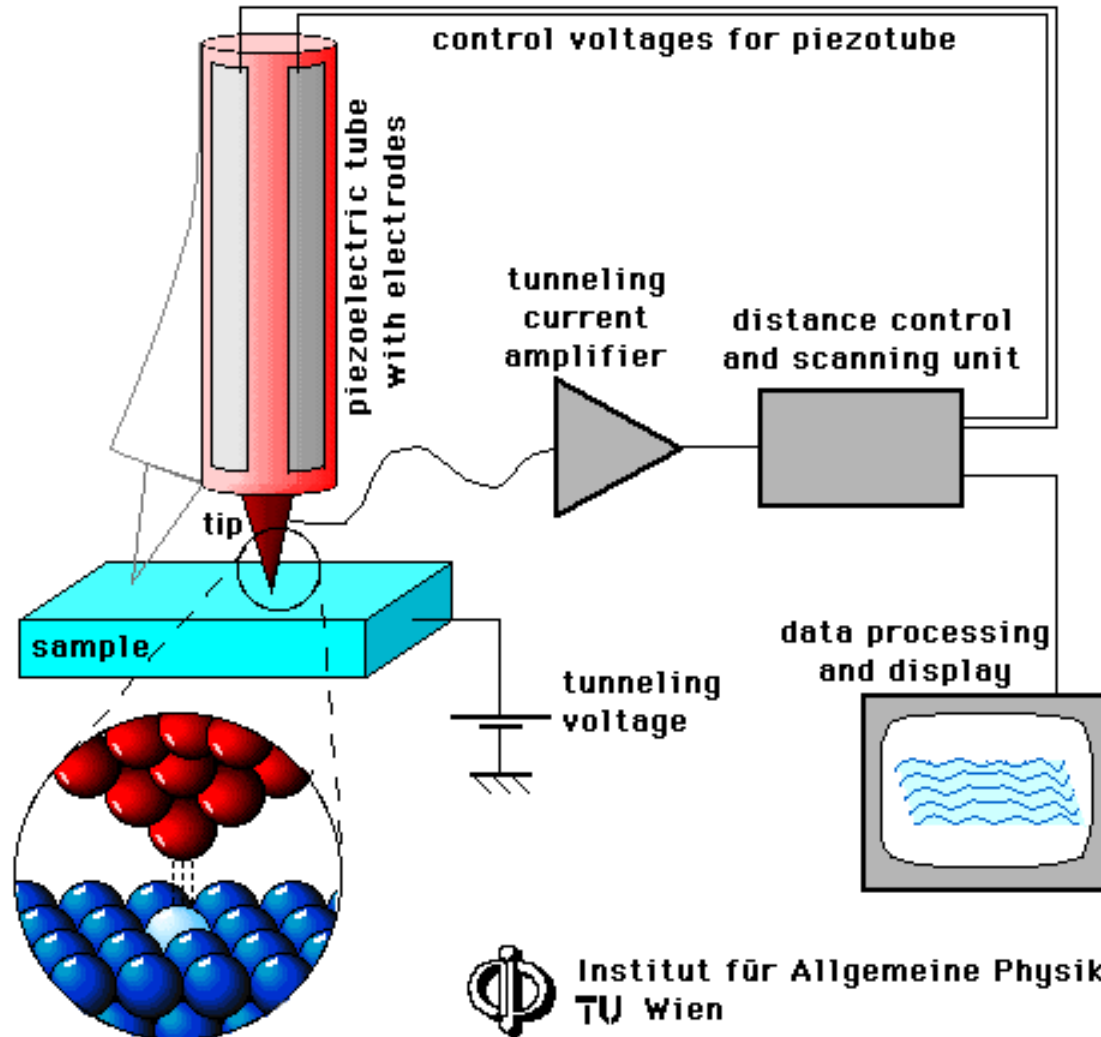 control voltages for piezotube
piezoelectric tube
with electrodes
tunneling
current
amplifier
distance control
and scanning unit
tip
sample
tunneling
voltage
data processing
and display
Institut für Allgemeine Physik
TU Wien